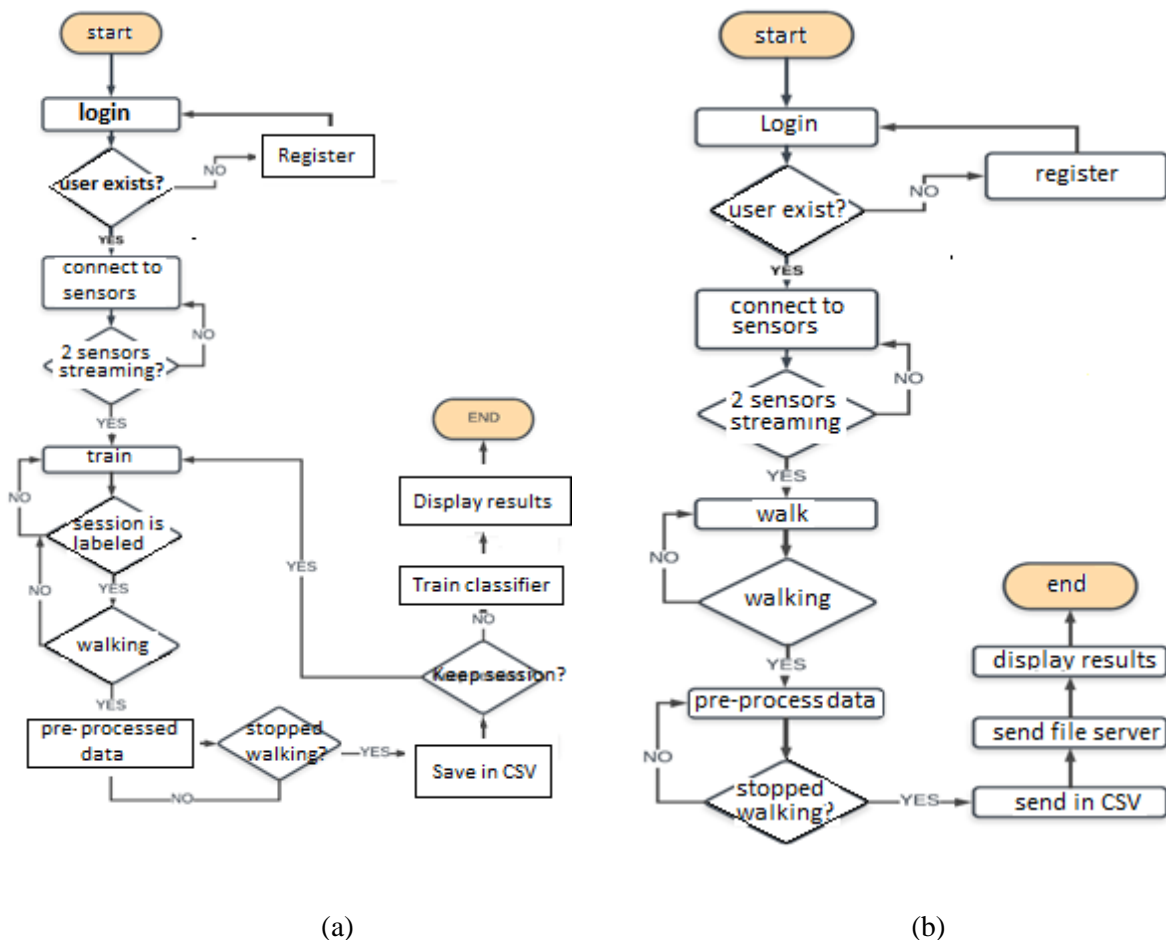 start
login
Register
NO
user exists?
YES
connect to
sensors
NO
2 sensors
streaming?
YES
train
NO
session is
labeled
YES
NO
walking
YES
pre-processed
data
stopped
walking?
NO
YES
Save in CSV
Keep session?
YES
NO
Train classifier
Display results
END
(a)
start
Login
register
NO
user exist?
YES
connect to
sensors
NO
2 sensors
streaming
YES
walk
NO
walking
YES
pre-process data
NO
stopped
walking?
YES
send in CSV
send file server
display results
end
(b)